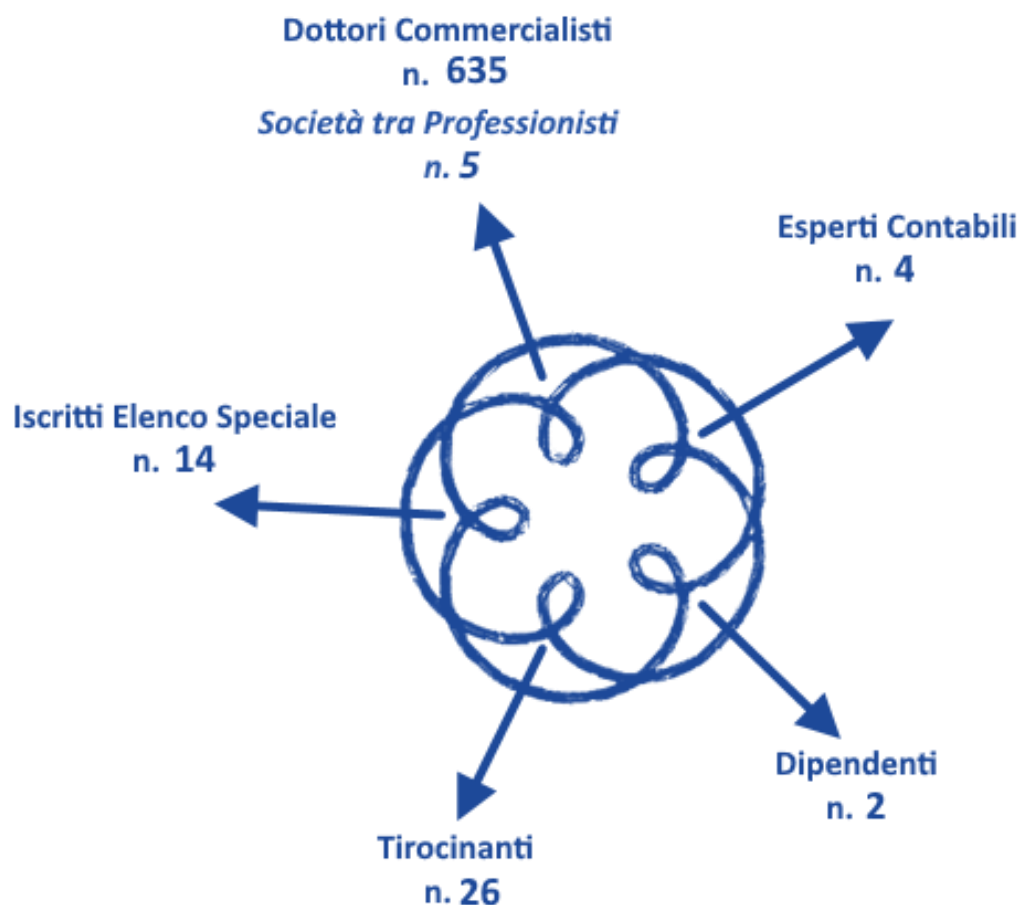 Dottori Commercialisti
n. 635
Società tra Professionisti
n. 5
Esperti Contabili
n. 4
Iscritti Elenco Speciale
n. 14
Dipendenti
n. 2
Tirocinanti
n. 26